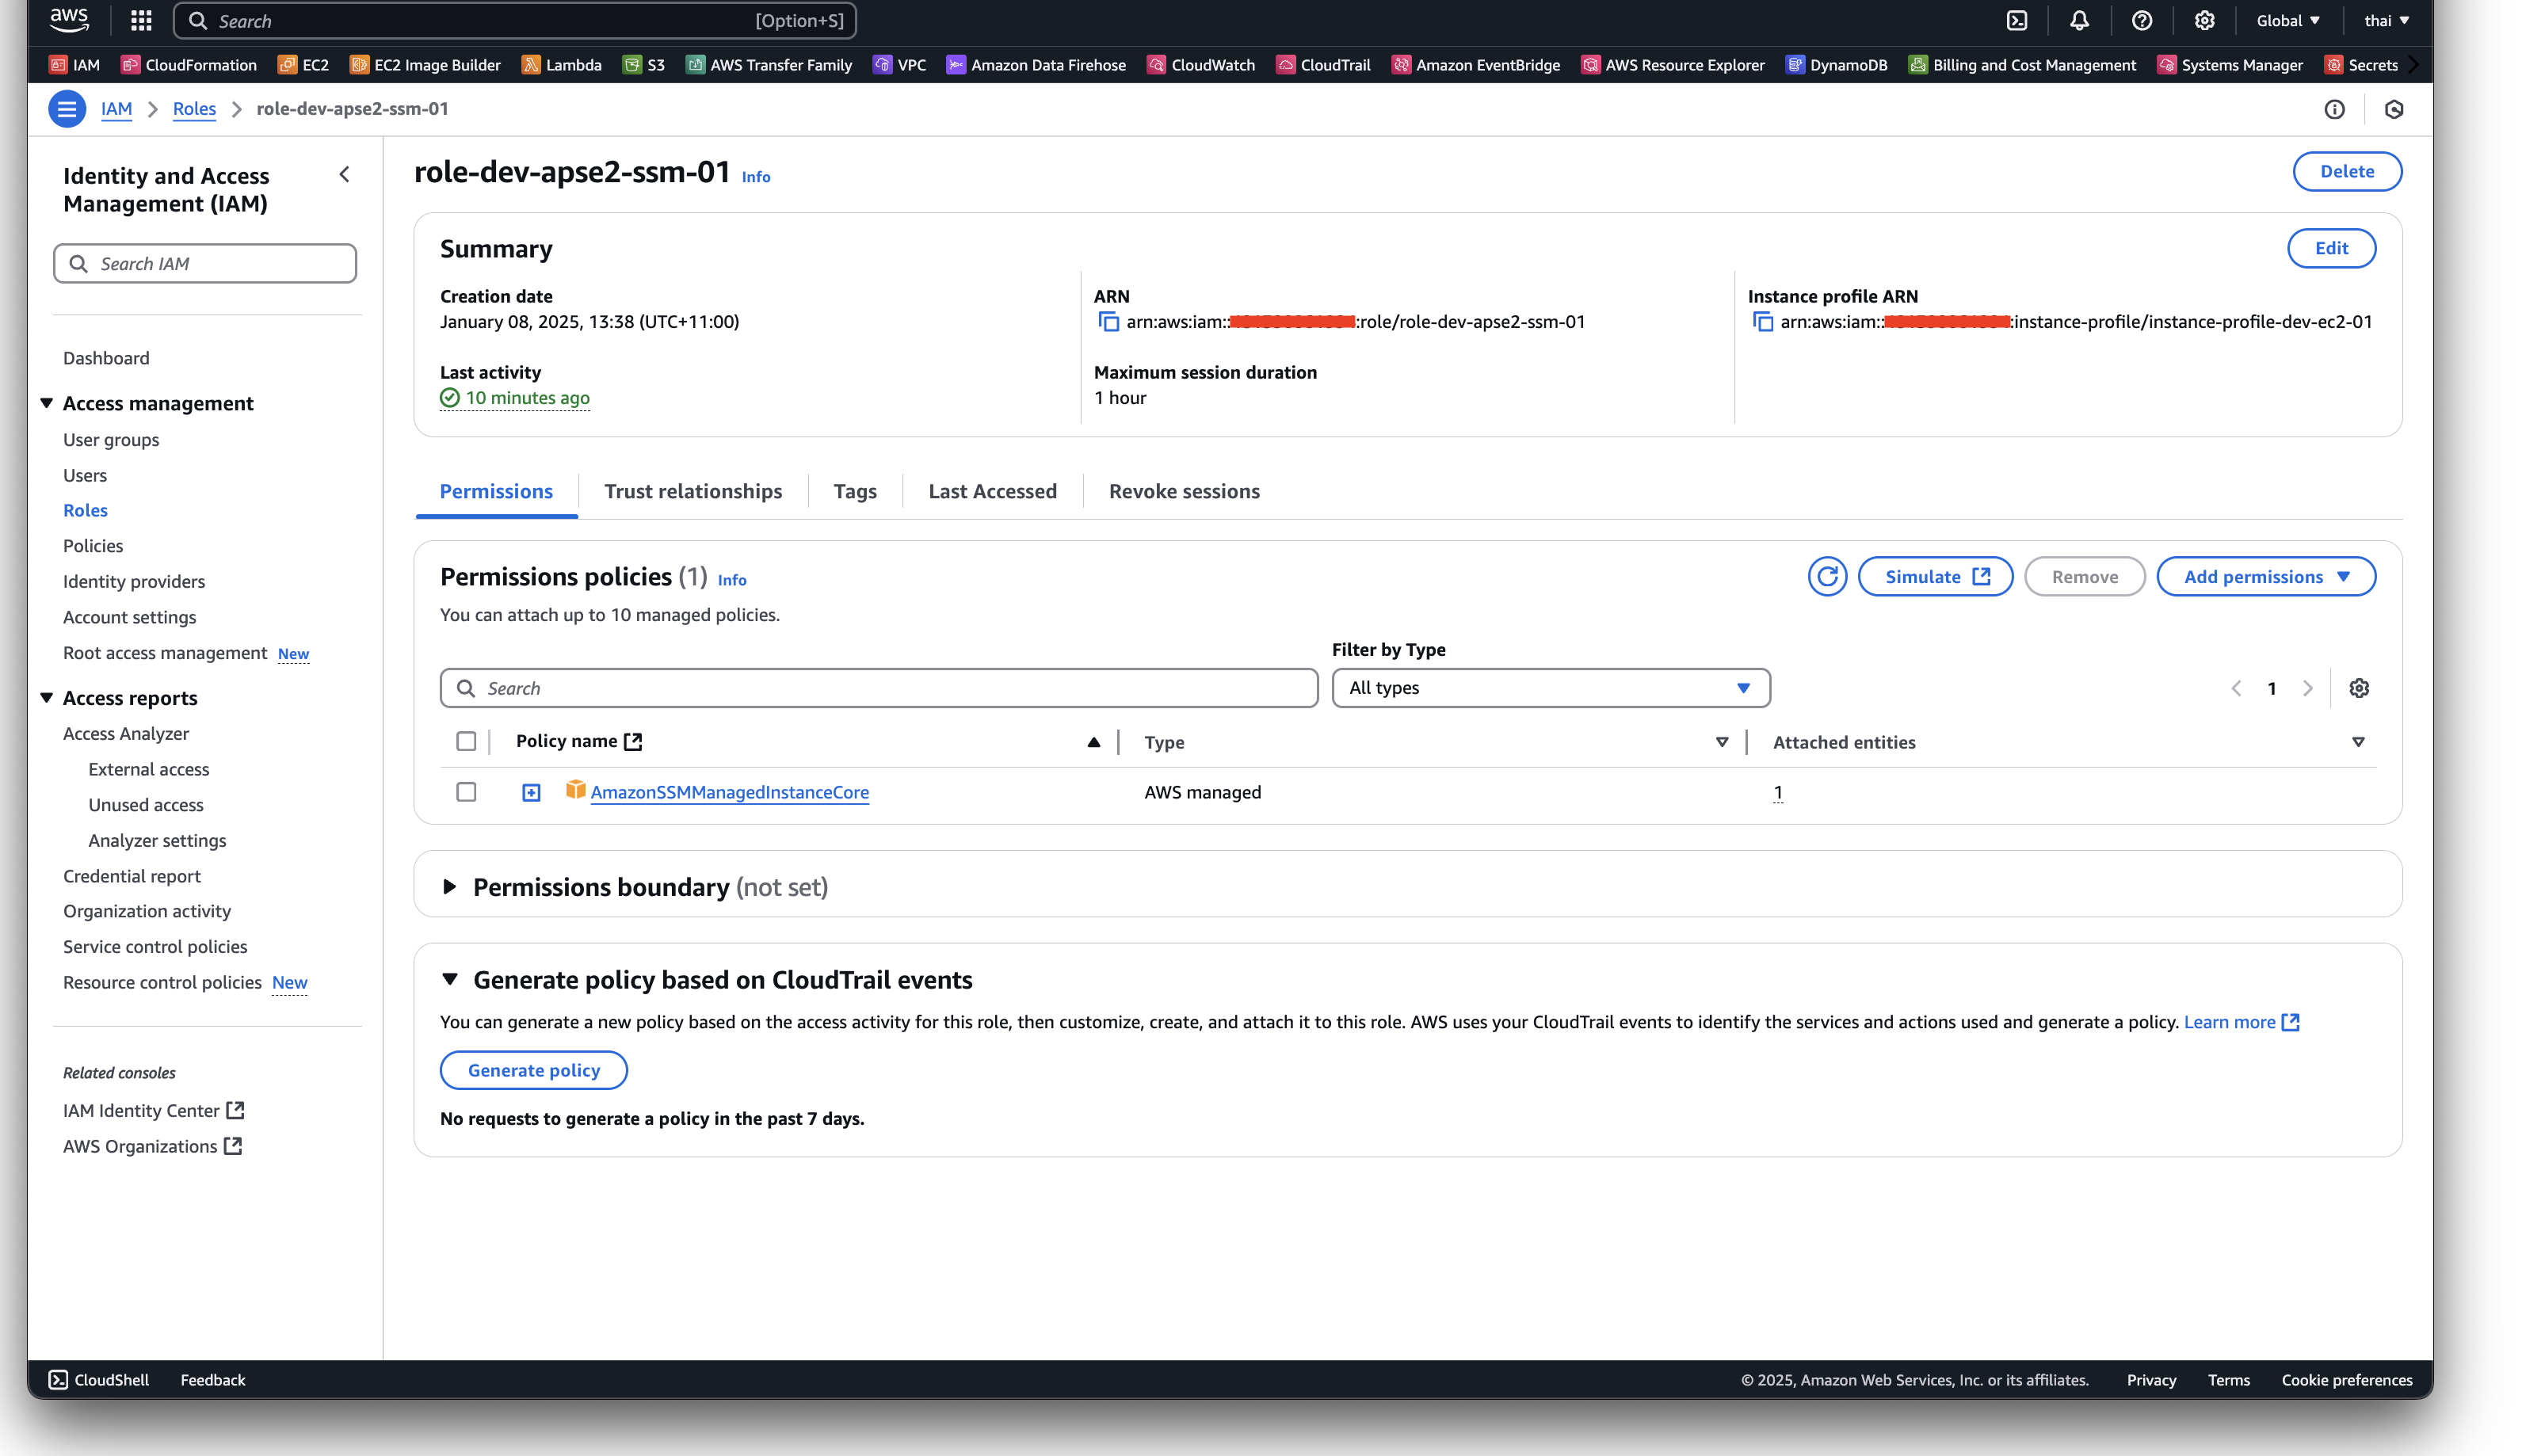 aws
Search
[Option+S]
Global
thai
IAM
CloudFormation
EC2
EC2 Image Builder
Lambda
S3
AWS Transfer Family
VPC
Amazon Data Firehose
CloudWatch
CloudTrail
Amazon EventBridge
AWS Resource Explorer
DynamoDB
Billing and Cost Management
Systems Manager
Secrets
IAM
Roles
role-dev-apse2-ssm-01
Identity and Access
Management (IAM)
Search IAM
Dashboard
Access management
User groups
Users
Roles
Policies
Identity providers
Account settings
Root access management New
Access reports
Access Analyzer
External access
Unused access
Analyzer settings
Credential report
Organization activity
Service control policies
Resource control policies New
Related consoles
IAM Identity Center
AWS Organizations
role-dev-apse2-ssm-01 Info
Delete
Summary
Edit
Creation date
January 08, 2025, 13:38 (UTC+11:00)
Last activity
10 minutes ago
ARN
arn:aws:iam:: :role/role-dev-apse2-ssm-01
Maximum session duration
1 hour
Instance profile ARN
arn:aws:iam:: :instance-profile/instance-profile-dev-ec2-01
Permissions
Trust relationships
Tags
Last Accessed
Revoke sessions
Permissions policies (1) Info
You can attach up to 10 managed policies.
Simulate
Remove
Add permissions
Filter by Type
Search
All types
1
Policy name
Type
Attached entities
AmazonSSMManagedInstanceCore
AWS managed
1
Permissions boundary (not set)
Generate policy based on CloudTrail events
You can generate a new policy based on the access activity for this role, then customize, create, and attach it to this role. AWS uses your CloudTrail events to identify the services and actions used and generate a policy. Learn more
Generate policy
No requests to generate a policy in the past 7 days.
CloudShell
Feedback
© 2025, Amazon Web Services, Inc. or its affiliates.
Privacy
Terms
Cookie preferences